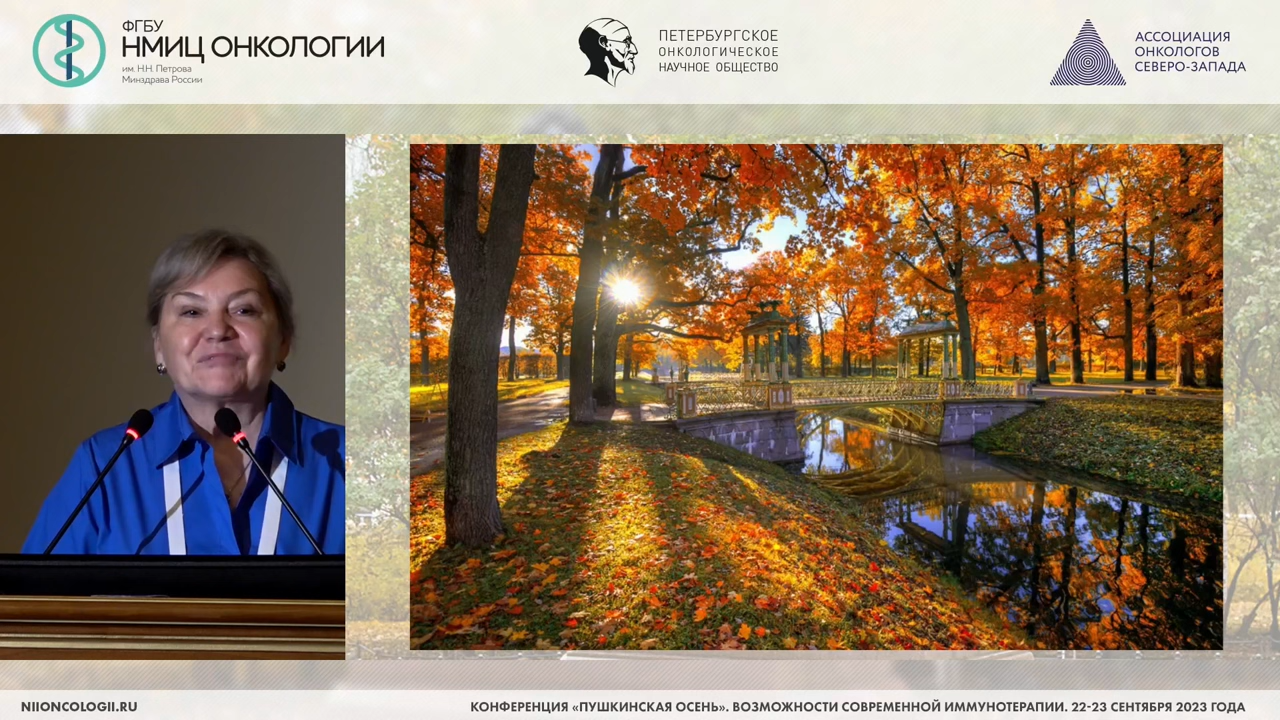 ФГБУ
НМИЦ ОНКОЛОГИИ
им. Н.Н. Петрова
Минздрава России
ПЕТЕРБУРГСКОЕ
ОНКОЛОГИЧЕСКОЕ
НАУЧНОЕ ОБЩЕСТВО
АССОЦИАЦИЯ
ОНКОЛОГОВ
СЕВЕРО-ЗАПАДА
NIIONCOLOGII.RU
КОНФЕРЕНЦИЯ «ПУШКИНСКАЯ ОСЕНЬ». ВОЗМОЖНОСТИ СОВРЕМЕННОЙ ИММУНОТЕРАПИИ. 22-23 СЕНТЯБРЯ 2023 ГОДА